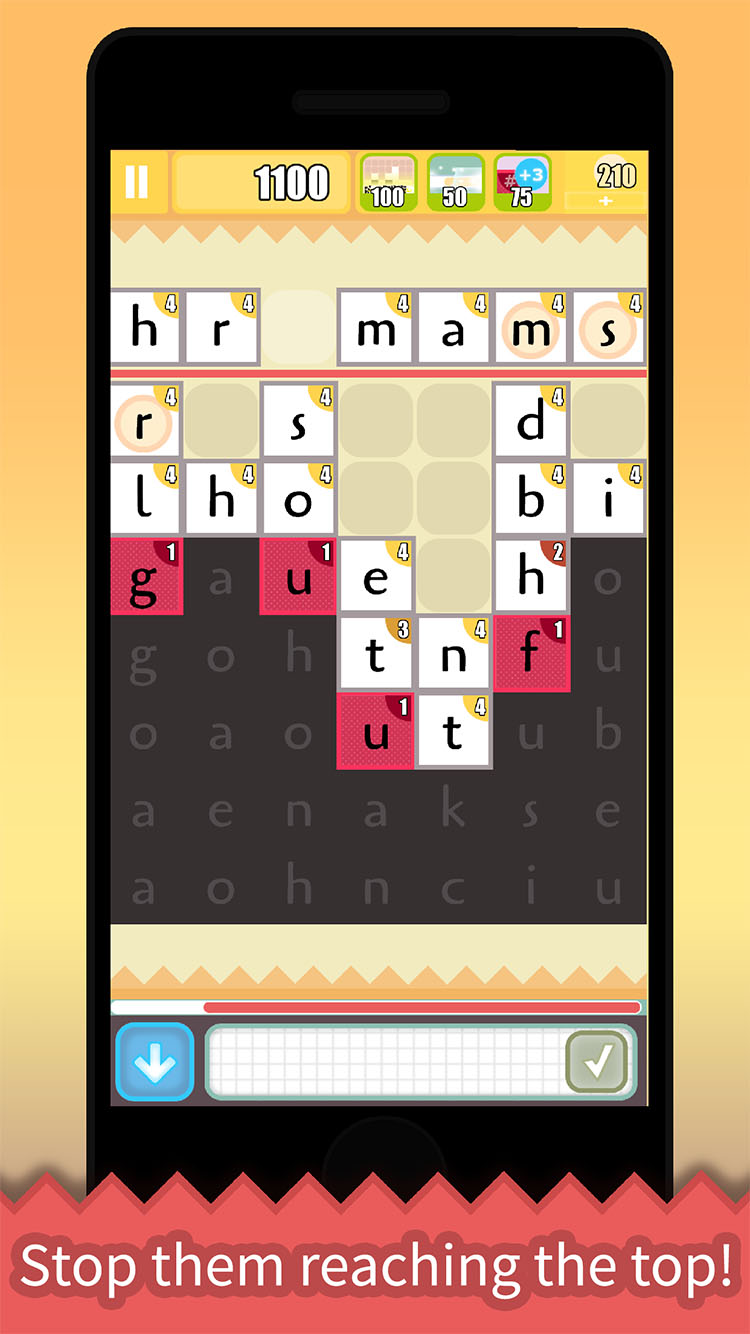 1100 100 50 # +3 75 210
+
h 4 r 4 m 4 a 4 m 4 s 4
r 4 s 4 d 4
l 4 h 4 o 4 b 4 i 4
g 1 a u 1 e 4 h 2 o
g o h t 3 n 4 f 1 u
o a o u 1 t 4 u b
a e n a k s e
a o h n c i u
Stop them reaching the top!